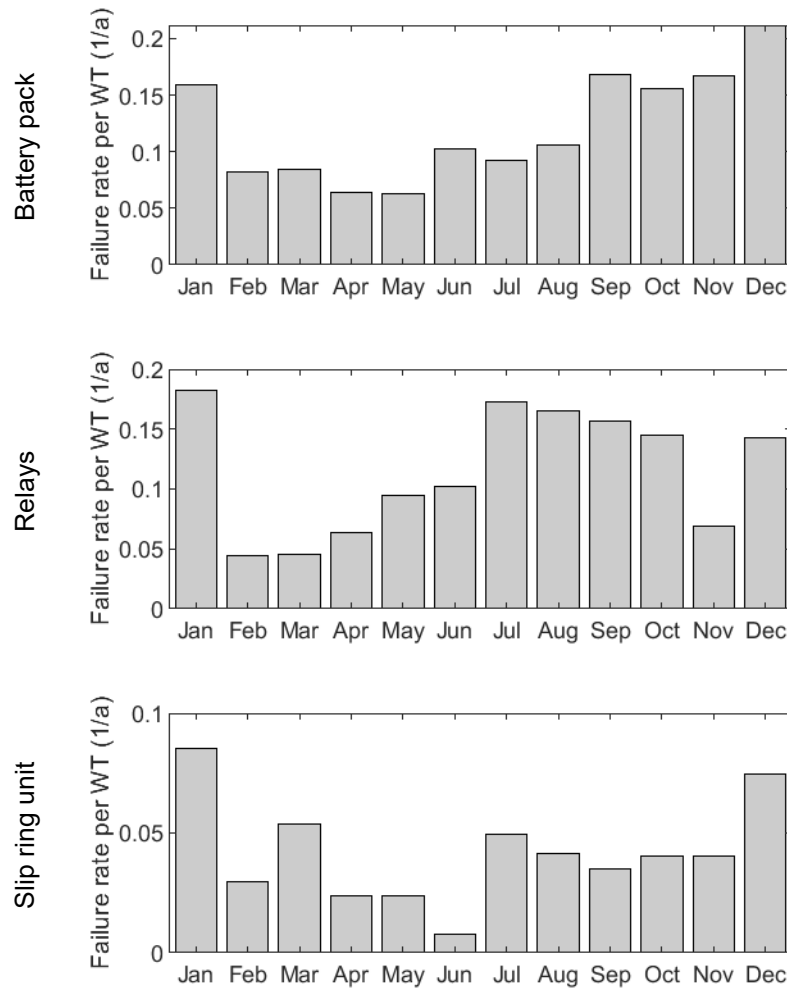 Battery pack
Failure rate per WT (1/a)
0.2
0.15
0.1
0.05
0
Jan Feb Mar Apr May Jun Jul Aug Sep Oct Nov Dec
Relays
Failure rate per WT (1/a)
0.2
0.15
0.1
0.05
0
Jan Feb Mar Apr May Jun Jul Aug Sep Oct Nov Dec
Slip ring unit
Failure rate per WT (1/a)
0.1
0.05
0
Jan Feb Mar Apr May Jun Jul Aug Sep Oct Nov Dec